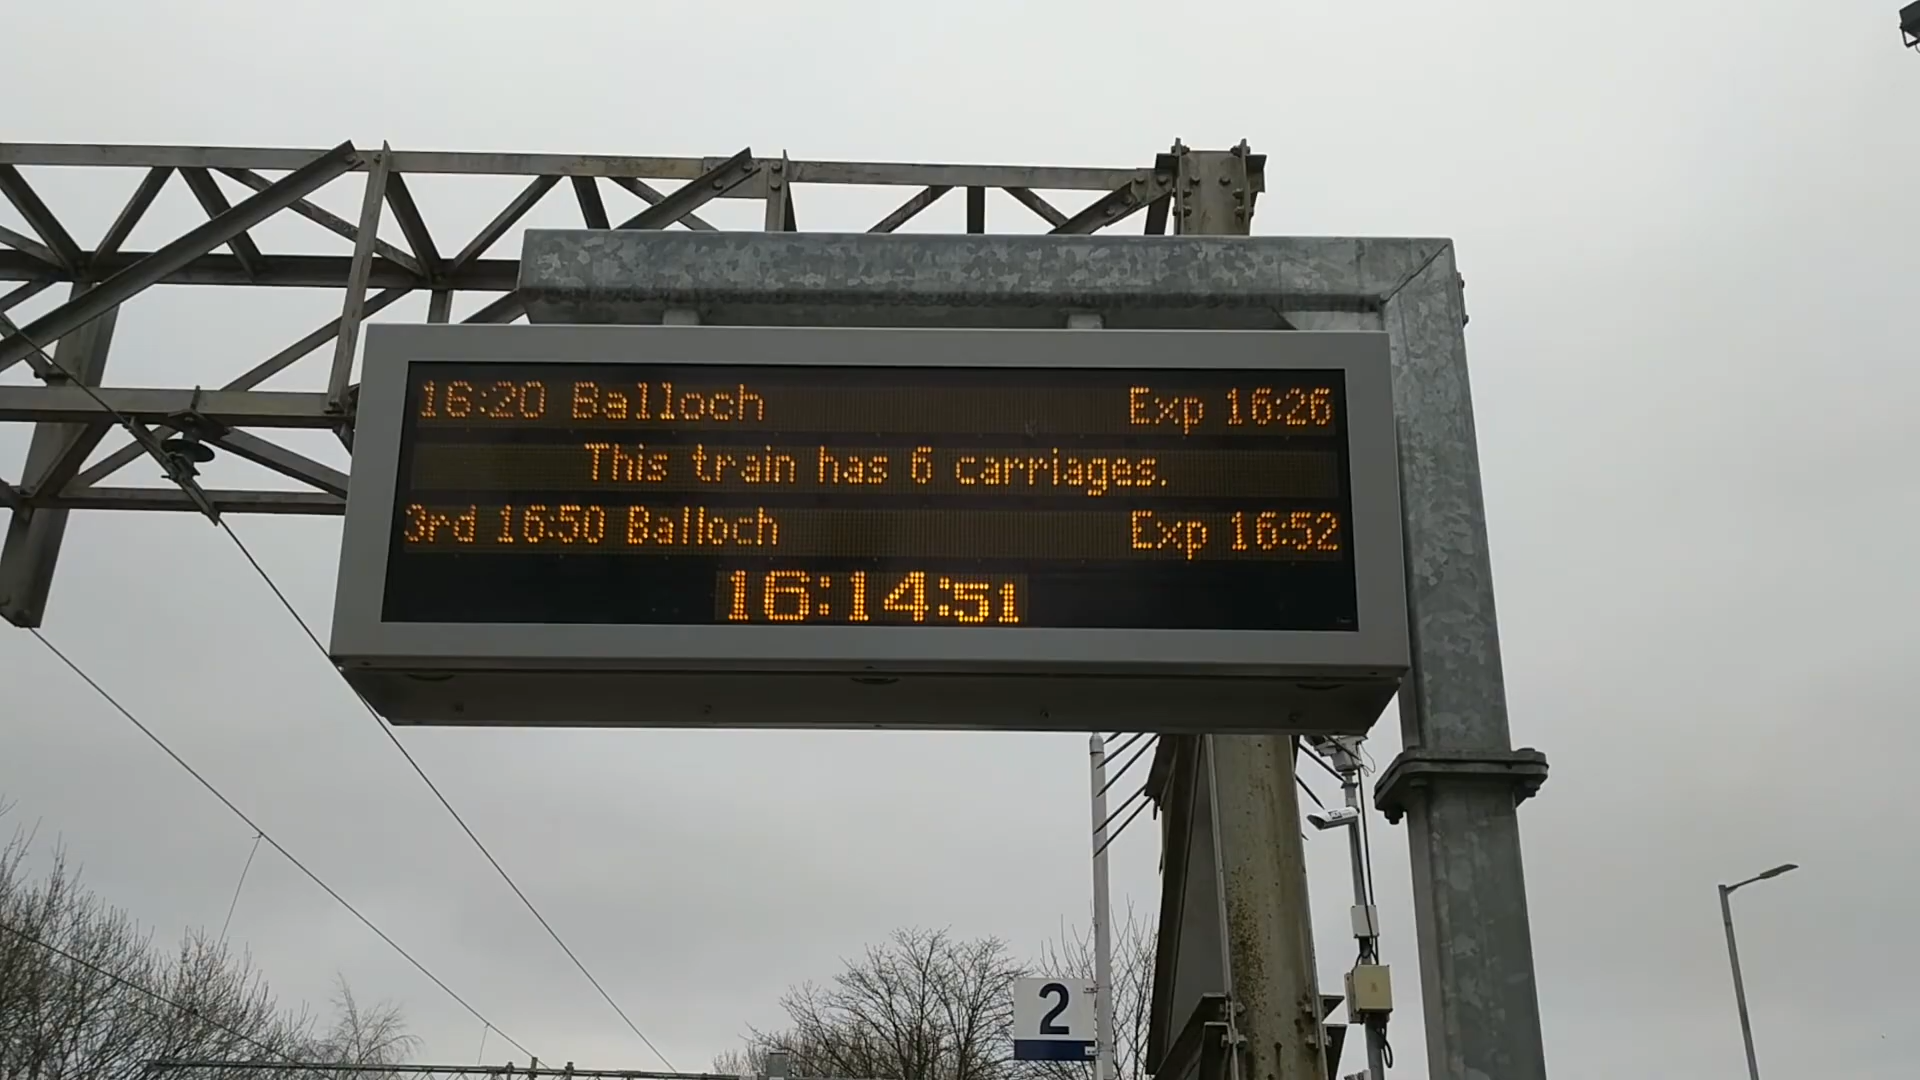 16:20 Balloch Exp 16:26
This train has 6 carriages.
3rd 16:50 Balloch Exp 16:52
16:14:51
2